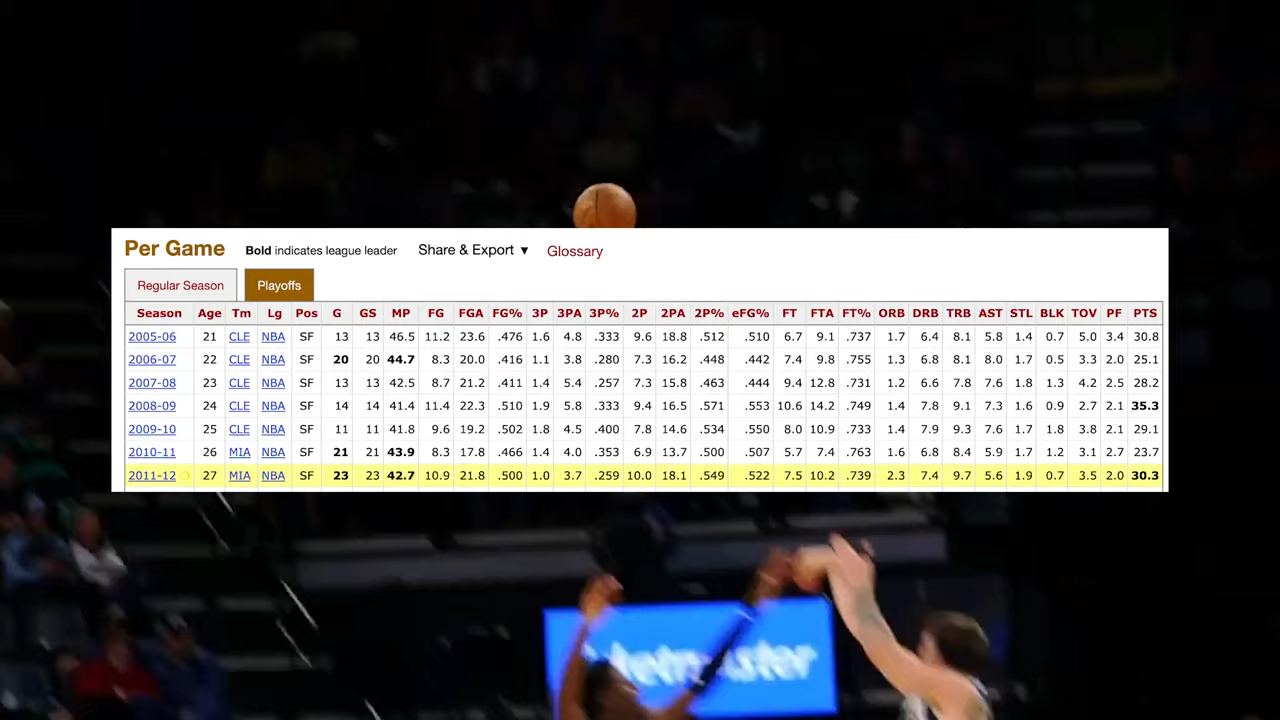 Per Game Bold indicates league leader Share & Export ▼ Glossary
Regular Season Playoffs
Season Age Tm Lg Pos G GS MP FG FGA FG% 3P 3PA 3P% 2P 2PA 2P% eFG% FT FTA FT% ORB DRB TRB AST STL BLK TOV PF PTS
2005-06 21 CLE NBA SF 13 13 46.5 11.2 23.6 .476 1.6 4.8 .333 9.6 18.8 .512 .510 6.7 9.1 .737 1.7 6.4 8.1 5.8 1.4 0.7 5.0 3.4 30.8
2006-07 22 CLE NBA SF 20 20 44.7 8.3 20.0 .416 1.1 3.8 .280 7.3 16.2 .448 .442 7.4 9.8 .755 1.3 6.8 8.1 8.0 1.7 0.5 3.3 2.0 25.1
2007-08 23 CLE NBA SF 13 13 42.5 8.7 21.2 .411 1.4 5.4 .257 7.3 15.8 .463 .444 9.4 12.8 .731 1.2 6.6 7.8 7.6 1.8 1.3 4.2 2.5 28.2
2008-09 24 CLE NBA SF 14 14 41.4 11.4 22.3 .510 1.9 5.8 .333 9.4 16.5 .571 .553 10.6 14.2 .749 1.4 7.8 9.1 7.3 1.6 0.9 2.7 2.1 35.3
2009-10 25 CLE NBA SF 11 11 41.8 9.6 19.2 .502 1.8 4.5 .400 7.8 14.6 .534 .550 8.0 10.9 .733 1.4 7.9 9.3 7.6 1.7 1.8 3.8 2.1 29.1
2010-11 26 MIA NBA SF 21 21 43.9 8.3 17.8 .466 1.4 4.0 .353 6.9 13.7 .500 .507 5.7 7.4 .763 1.6 6.8 8.4 5.9 1.7 1.2 3.1 2.7 23.7
2011-12 27 MIA NBA SF 23 23 42.7 10.9 21.8 .500 1.0 3.7 .259 10.0 18.1 .549 .522 7.5 10.2 .739 2.3 7.4 9.7 5.6 1.9 0.7 3.5 2.0 30.3